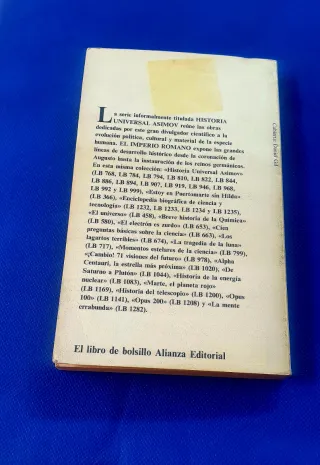 La serie informalmente titulada HISTORIA
UNIVERSAL ASIMOV reúne las obras
dedicadas por este gran divulgador científico a la
evolución política, cultural y material de la especie
humana. EL IMPERIO ROMANO expone las grandes
líneas de desarrollo histórico desde la coronación de
Augusto hasta la instauración de los reinos germánicos.
En esta misma colección: «Historia Universal Asimov»
(LB 768, 784, LB 794, LB 810, LB 822, LB 844,
LB 886, LB 894, LB 907, LB 919, LB 946, LB 968,
LB 992 y LB 999), «Estoy en Puertomarte sin Hilda»
(LB 366), «Enciclopedia biográfica de ciencia y
tecnología» (LB 1232, LB 1233, LB 1234 y LB 1235),
«El universo» (LB 458), «Breve historia de la Química»
(LB 580), «El electrón es zurdo» (LB 653), «Cien
preguntas básicas sobre la ciencia» (LB 663), «Los
lagartos terribles» (LB 674), «La tragedia de la luna»
(LB 717), «Momentos estelares de la ciencia» (LB 799),
«¡Cambio! 71 visiones del futuro» (LB 978), «Alpha
Centauri, la estrella más próxima» (LB 1020), «De
Saturno a Plutón» (LB 1044), «Historia de la energía
nuclear» (LB 1083), «Marte, el planeta rojo»
(LB 1169), «Historia del telescopio» (LB 1200), «Opus
100» (LB 1141), «Opus 200» (LB 1208) y «La mente
errabunda» (LB 1282).
El libro de bolsillo Alianza Editorial
Cubierta: Daniel Gil